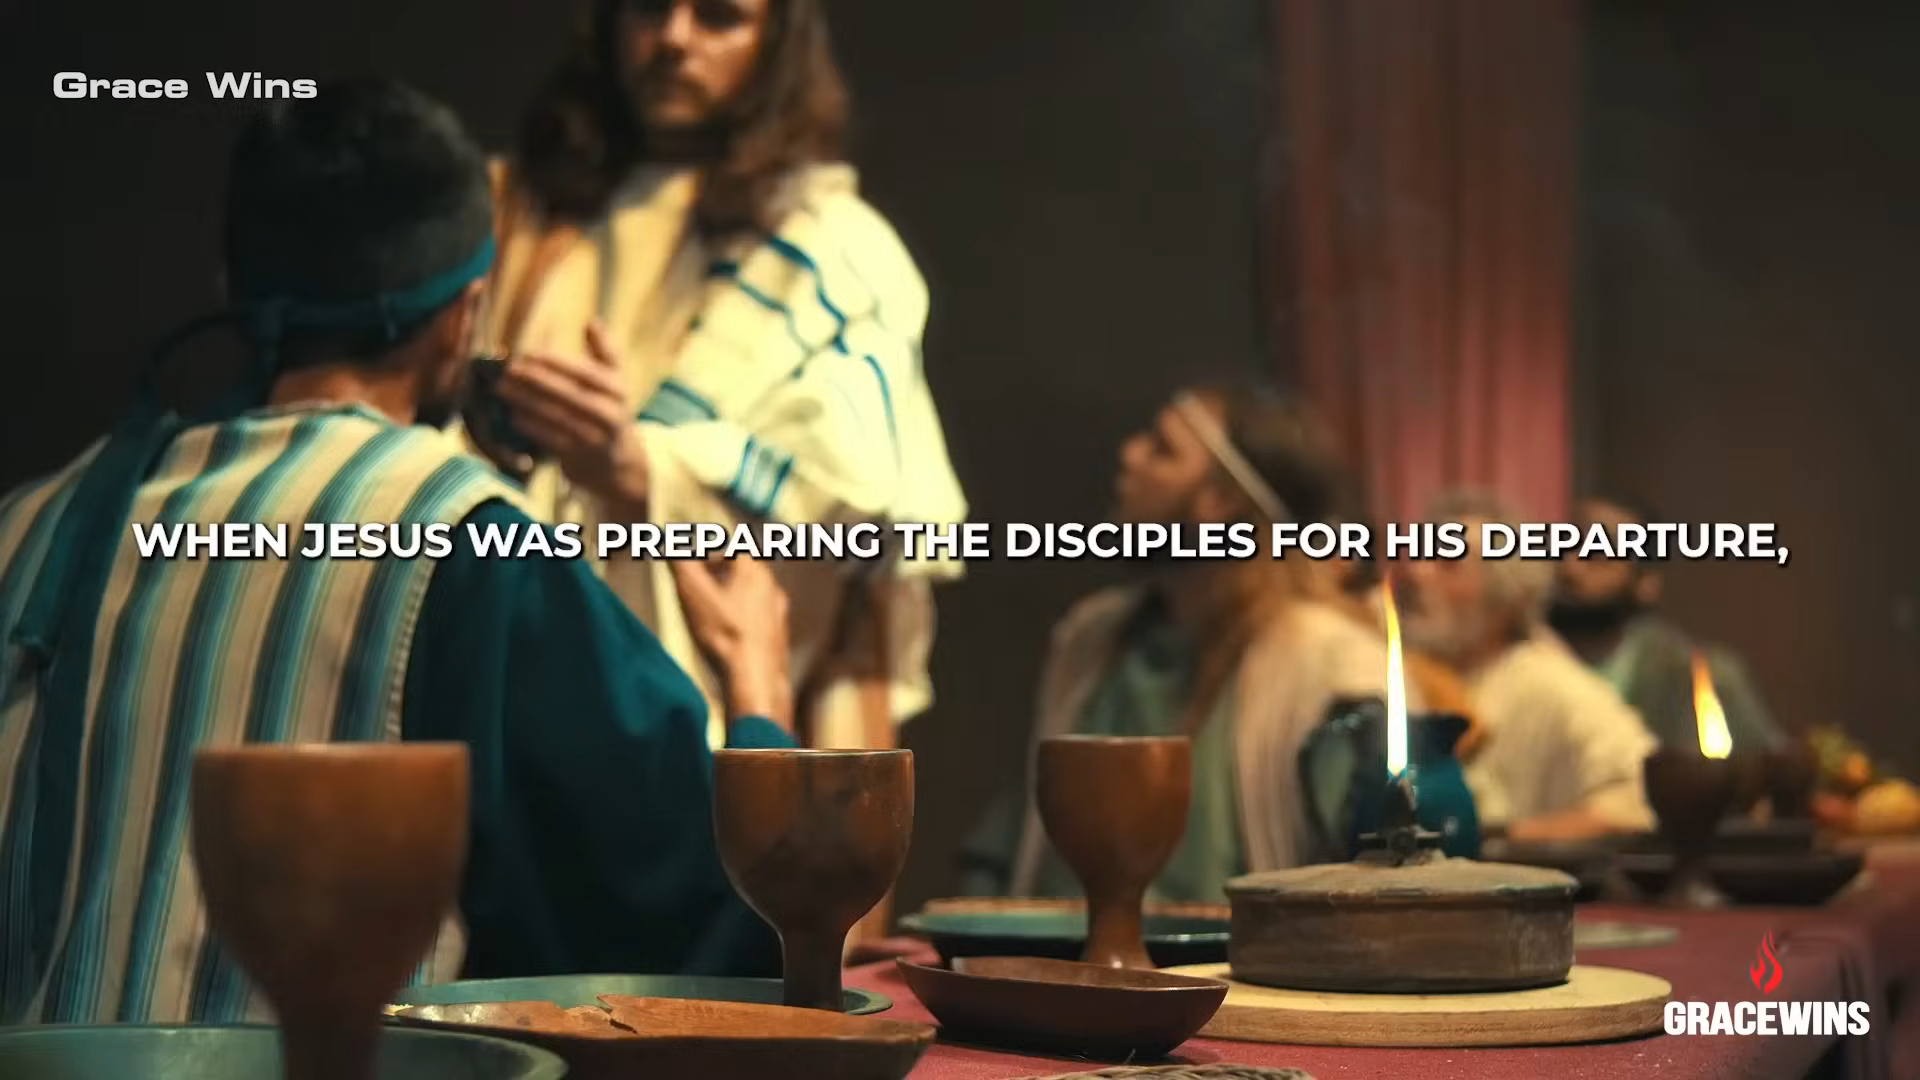 Grace Wins
WHEN JESUS WAS PREPARING THE DISCIPLES FOR HIS DEPARTURE,
GRACEWINS